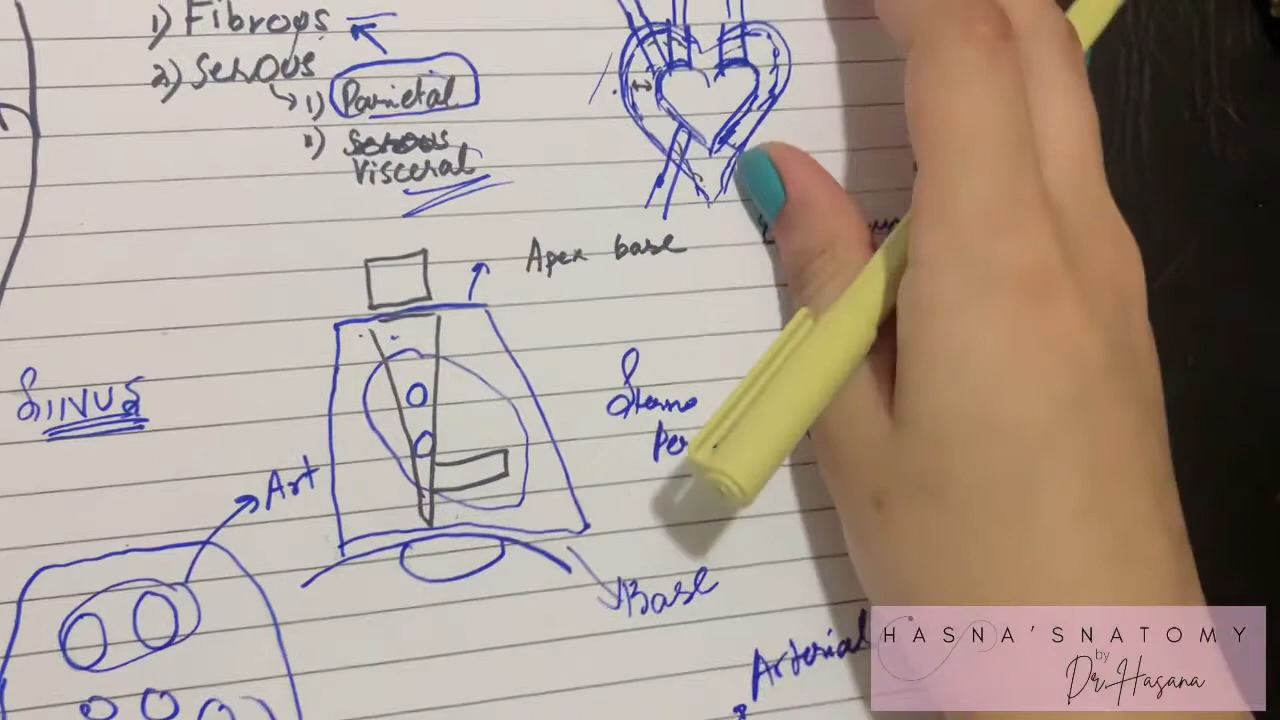 1) Fibrous
2) Serous
1) Parietal
2) serous
visceral
Apex base
SINUS
Sterno
Art
Base
Arterial
HASNA'SNATOMY
by
Dr.Hasana